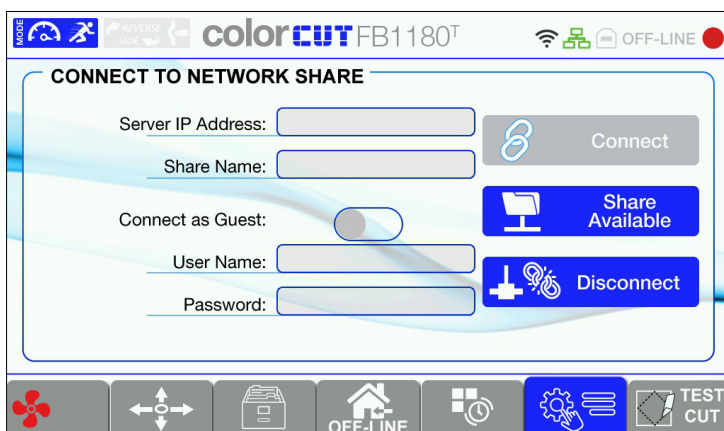 MODE
REVERSE
SIDE
colorCUT FB1180T
OFF-LINE
CONNECT TO NETWORK SHARE
Server IP Address:
Connect
Share Name:
Share
Available
Connect as Guest:
User Name:
Disconnect
Password:
OFF-LINE
TEST
CUT